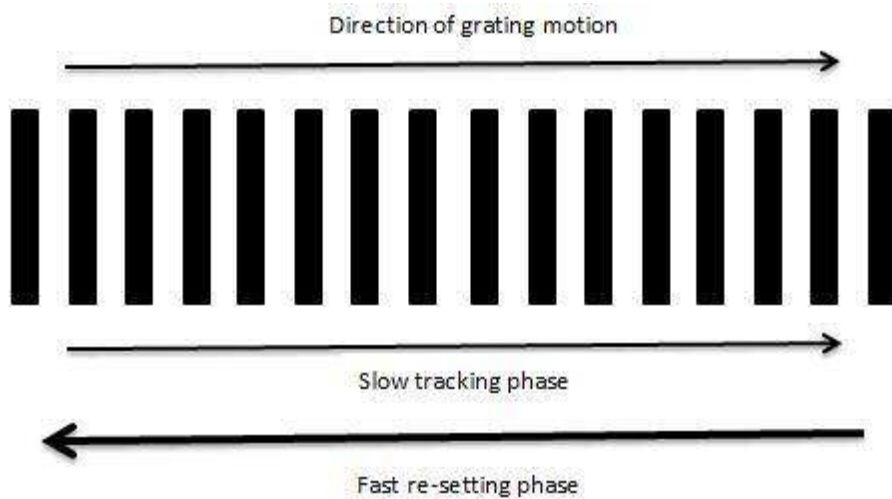 Direction of grating motion
Slow tracking phase
Fast re-setting phase